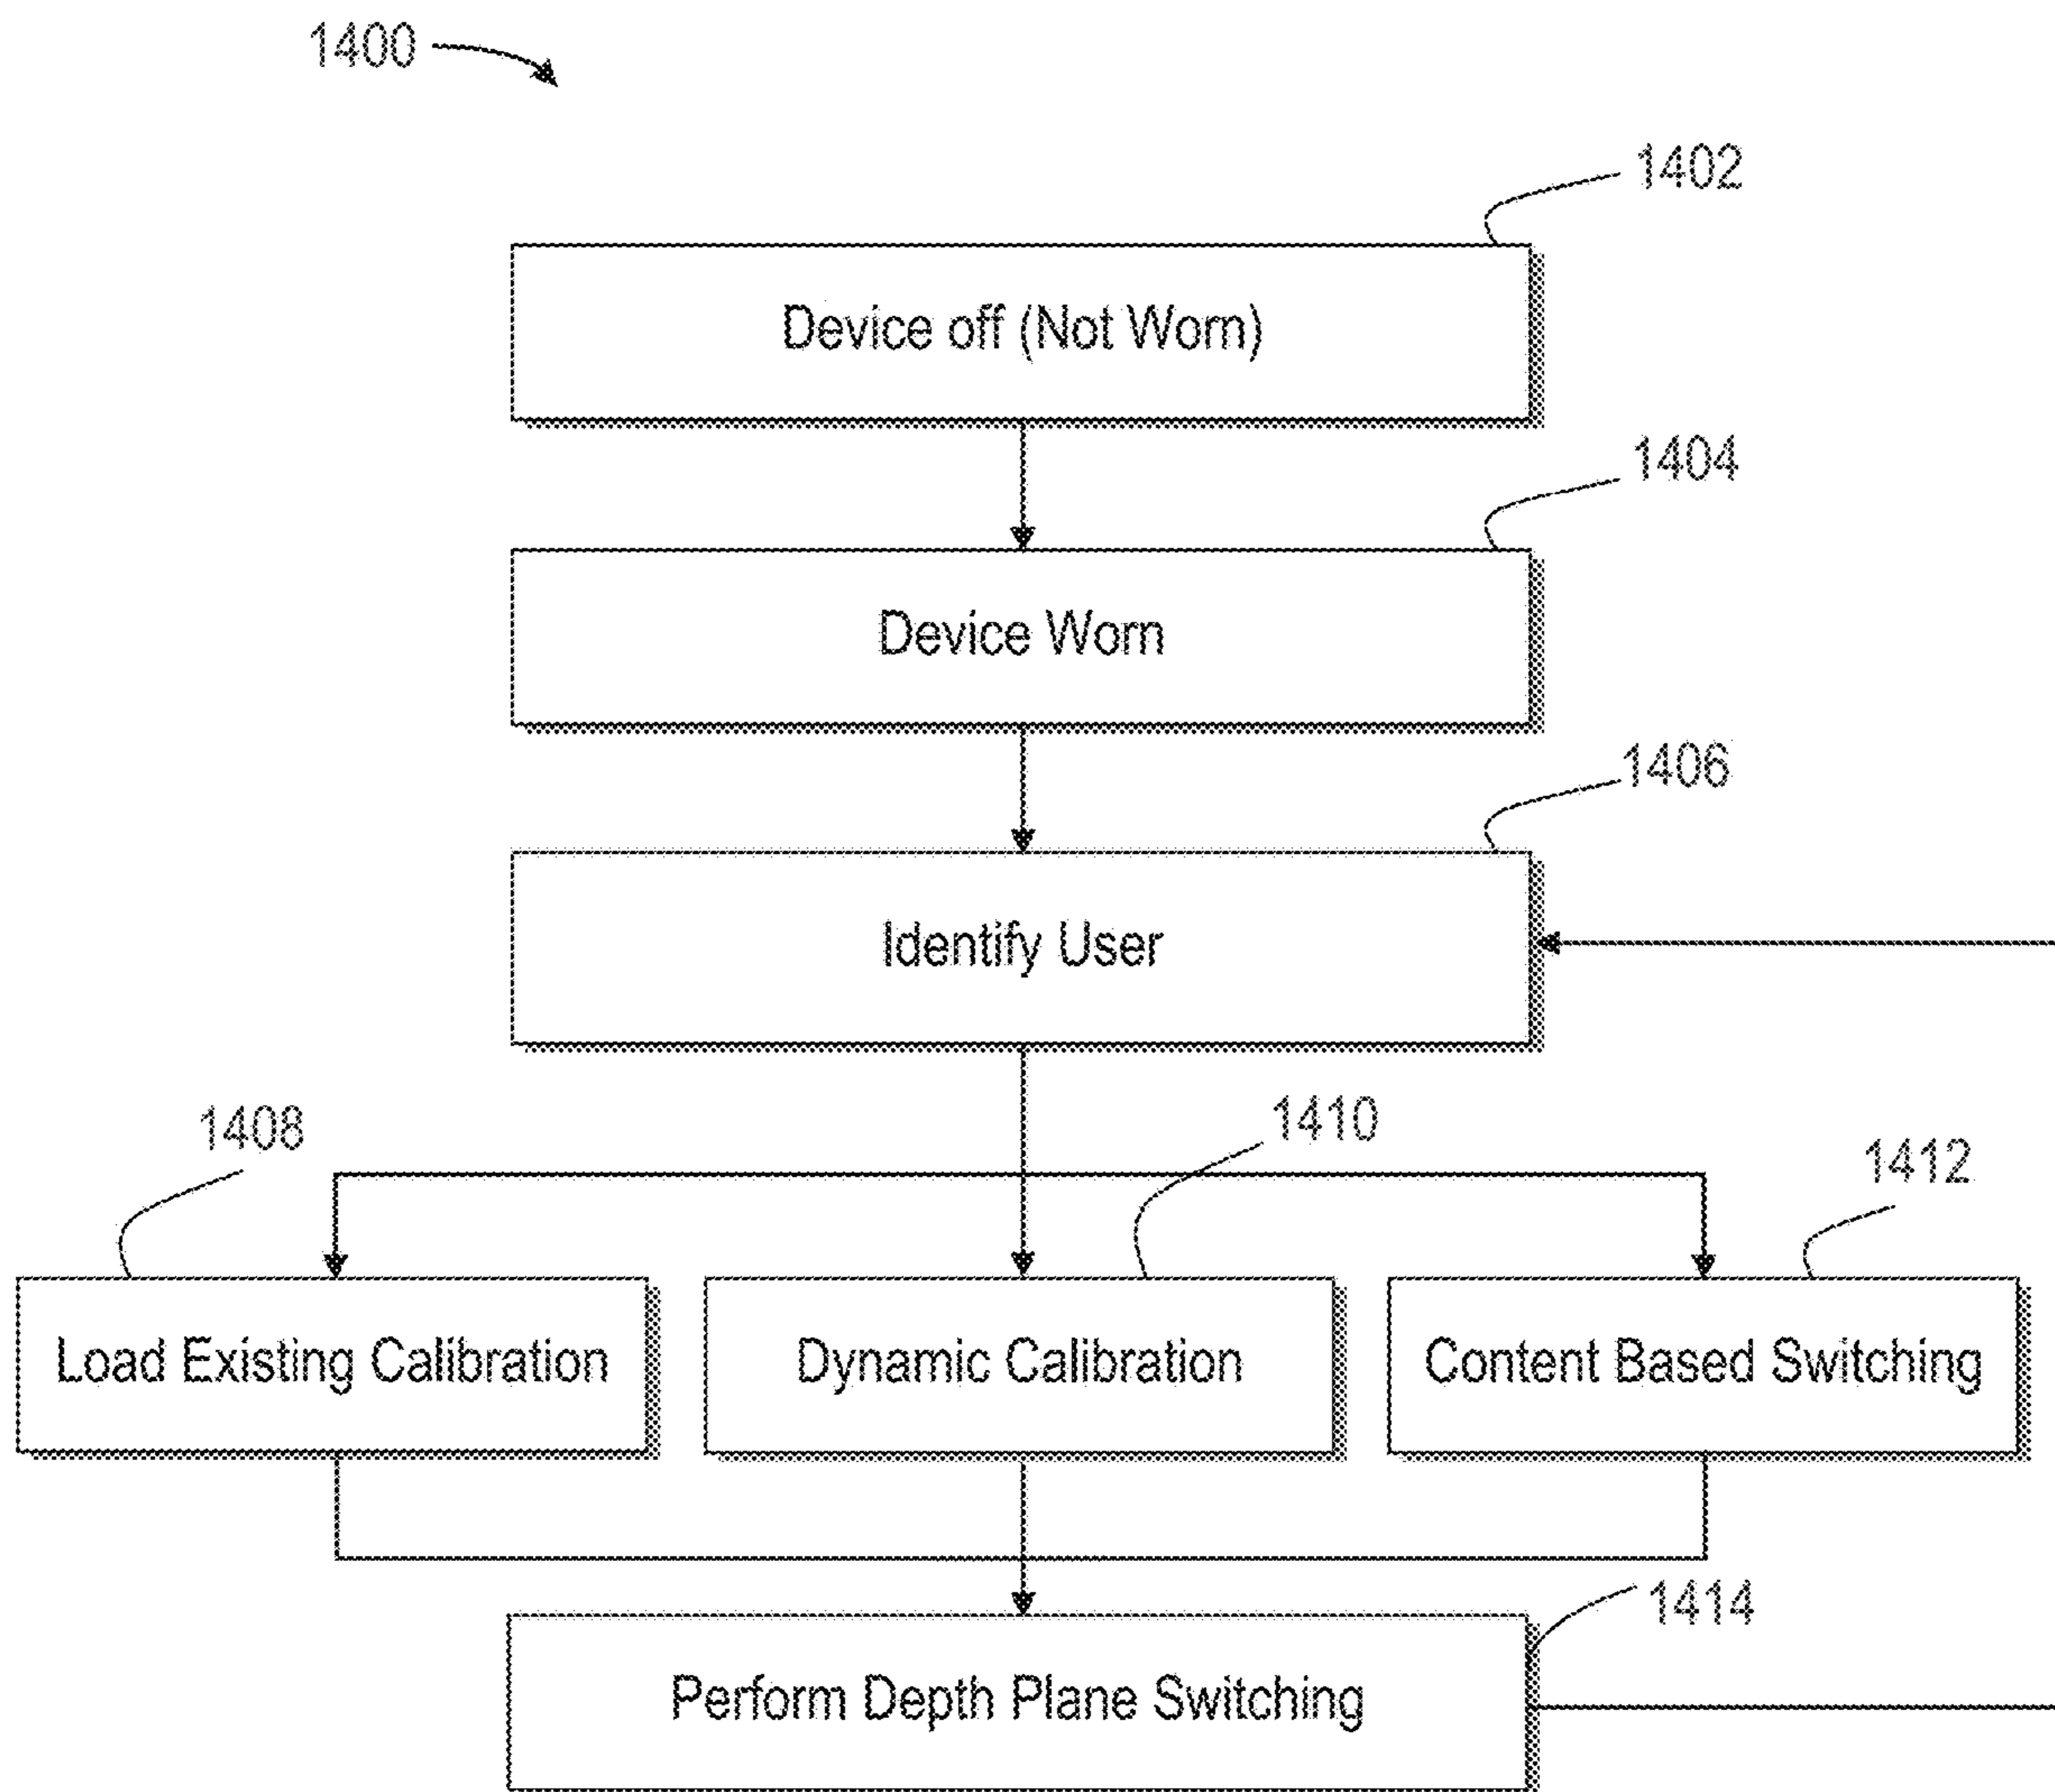 1400
1402
Device off (Not Worn)
1404
Device Worn
1406
Identify User
1408
1410
1412
Load Existing Calibration
Dynamic Calibration
Content Based Switching
1414
Perform Depth Plane Switching